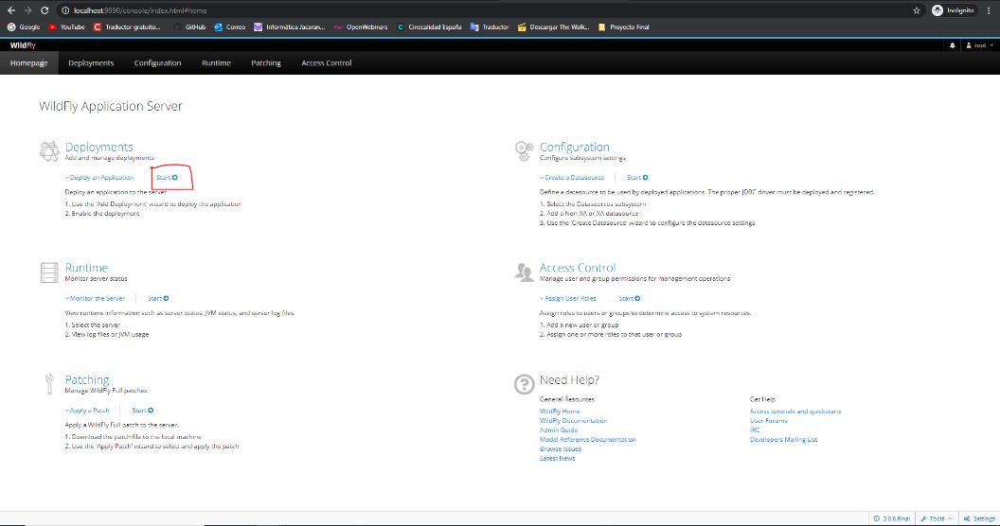 localhost:9990/console/index.html#home
Incógnito
Google YouTube Traductor gratuito... GitHub Correo Informática Jacaran... OpenWebinars Cinecalidad España Traductor Descargar The Walk... Proyecto Final
WildFly
root
Homepage Deployments Configuration Runtime Patching Access Control
WildFly Application Server
Deployments
Add and manage deployments
Deploy an Application Start
Deploy an application to the server
1. Use the 'Add Deployment' wizard to deploy the application
2. Enable the deployment
Configuration
Configure subsystem settings
Create a Datasource Start
Define a datasource to be used by deployed applications. The proper JDBC driver must be deployed and registered.
1. Select the Datasources subsystem
2. Add a Non-XA or XA datasource
3. Use the 'Create Datasource' wizard to configure the datasource settings
Runtime
Monitor server status
Monitor the Server Start
View runtime information such as server status, JVM status, and server log files.
1. Select the server
2. View log files or JVM usage
Access Control
Manage user and group permissions for management operations
Assign User Roles Start
Assign roles to users or groups to determine access to system resources.
1. Add a new user or group
2. Assign one or more roles to that user or group
Patching
Manage WildFly Full patches
Apply a Patch Start
Apply a WildFly Full patch to the server.
1. Download the patch file to the local machine
2. Use the 'Apply Patch' wizard to select and apply the patch
Need Help?
General Resources
WildFly Home
WildFly Documentation
Admin Guide
Model Reference Documentation
Browse Issues
Latest News
Get Help
Access tutorials and quickstarts
User Forums
IRC
Developers Mailing List
3.0.6.Final Tools Settings